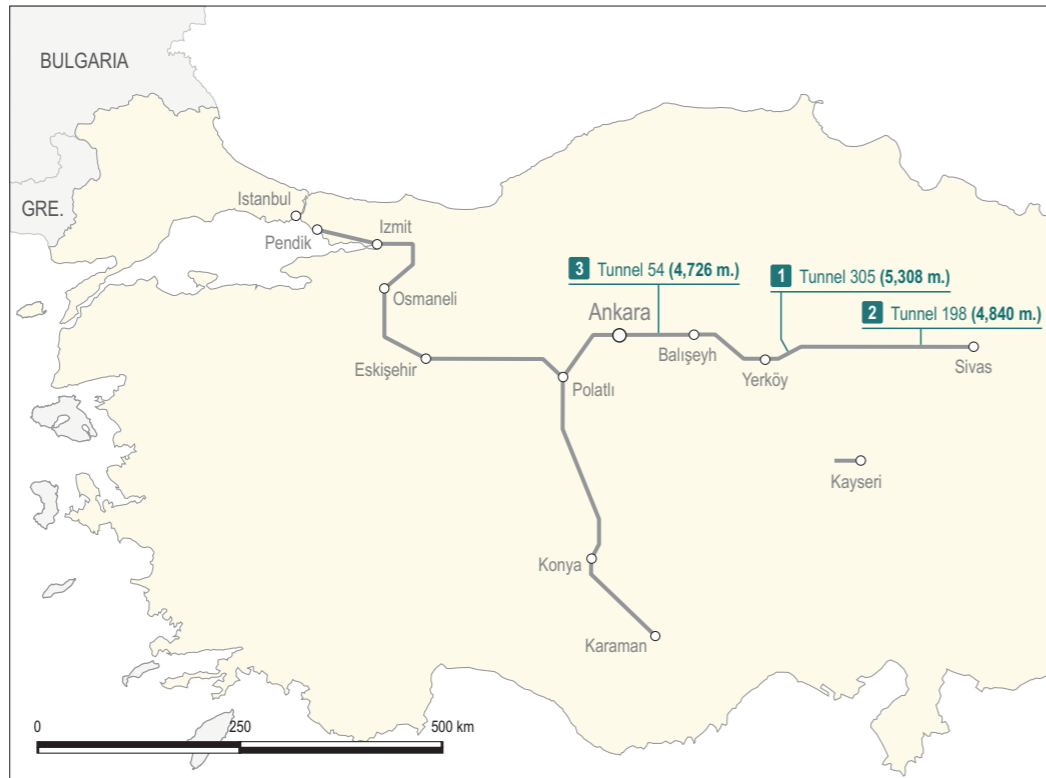 BULGARIA
GRE.
Istanbul
Pendik
Izmit
Osmaneli
Eskişehir
3 Tunnel 54 (4,726 m.)
1 Tunnel 305 (5,308 m.)
2 Tunnel 198 (4,840 m.)
Ankara
Balışeyh
Yerköy
Sivas
Polatlı
Kayseri
Konya
Karaman
0 250 500 km